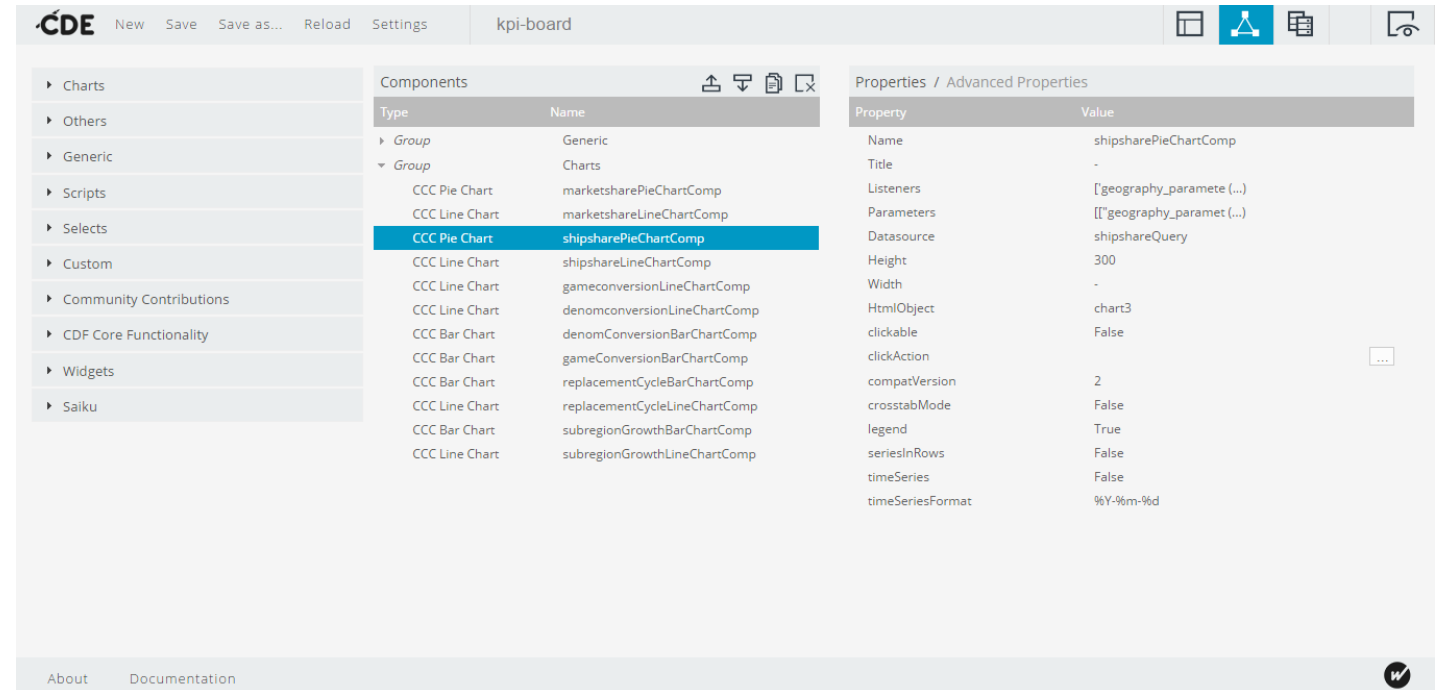 CDE New Save Save as... Reload Settings kpi-board
Charts
Others
Generic
Scripts
Selects
Custom
Community Contributions
CDF Core Functionality
Widgets
Saiku
Components
Type Name
Group Generic
Group Charts
CCC Pie Chart marketsharePieChartComp
CCC Line Chart marketshareLineChartComp
CCC Pie Chart shipsharePieChartComp
CCC Line Chart shipshareLineChartComp
CCC Line Chart gameconversionLineChartComp
CCC Line Chart denomconversionLineChartComp
CCC Bar Chart denomConversionBarChartComp
CCC Bar Chart gameConversionBarChartComp
CCC Bar Chart replacementCycleBarChartComp
CCC Line Chart replacementCycleLineChartComp
CCC Bar Chart subregionGrowthBarChartComp
CCC Line Chart subregionGrowthLineChartComp
Properties / Advanced Properties
Property Value
Name shipsharePieChartComp
Title -
Listeners ['geography_paramete (...)
Parameters [["geography_paramet (...)
Datasource shipshareQuery
Height 300
Width -
HtmlObject chart3
clickable False
clickAction ...
compatVersion 2
crosstabMode False
legend True
seriesInRows False
timeSeries False
timeSeriesFormat %Y-%m-%d
About Documentation
w